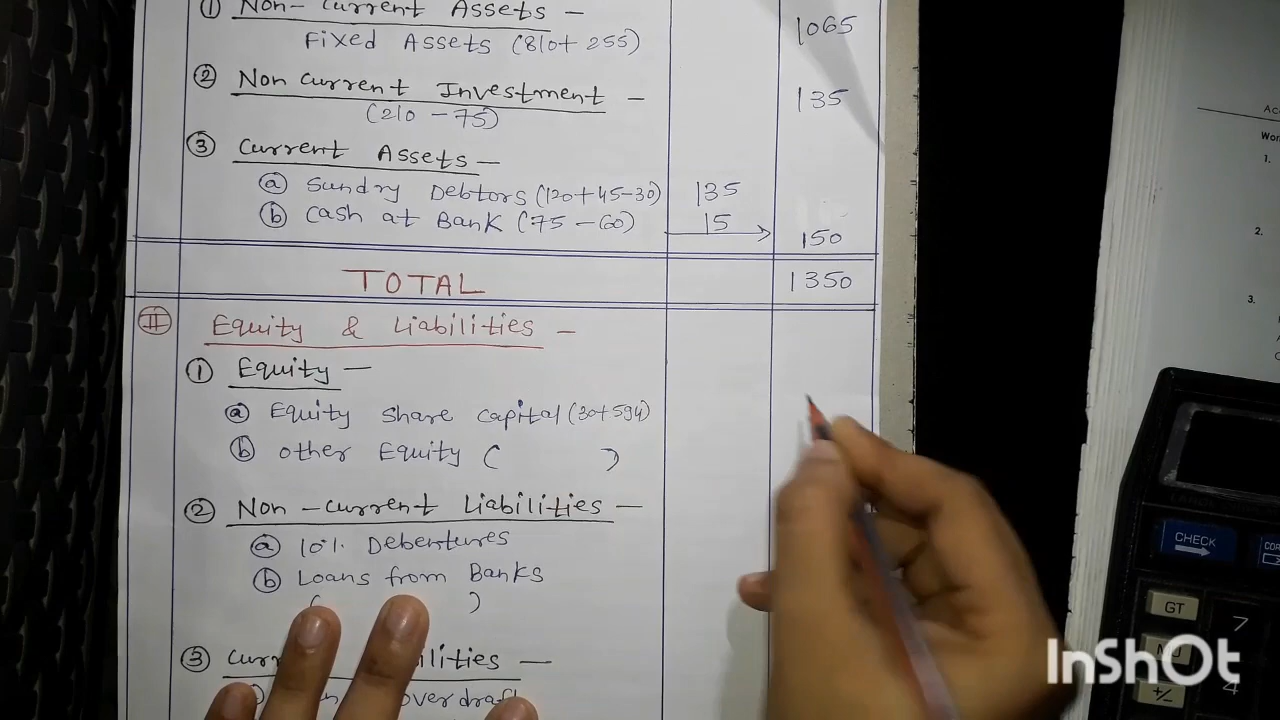 ① Non-Current Assets -
Fixed Assets (810+ 255) 1065
② Non Current Investment - 135
(210 - 75)
③ Current Assets -
ⓐ Sundry Debtors (120+45-30) 135
ⓑ Cash at Bank (75 - 60) 15
150
TOTAL 1350
II Equity & Liabilities -
① Equity -
ⓐ Equity Share Capital (30+594)
ⓑ other Equity ( )
② Non-current Liabilities -
ⓐ 10% Debentures
ⓑ Loans from Banks
( )
③
overdraft
CHECK
GT
7
4
+/-
1.
2.
3.
InShOt